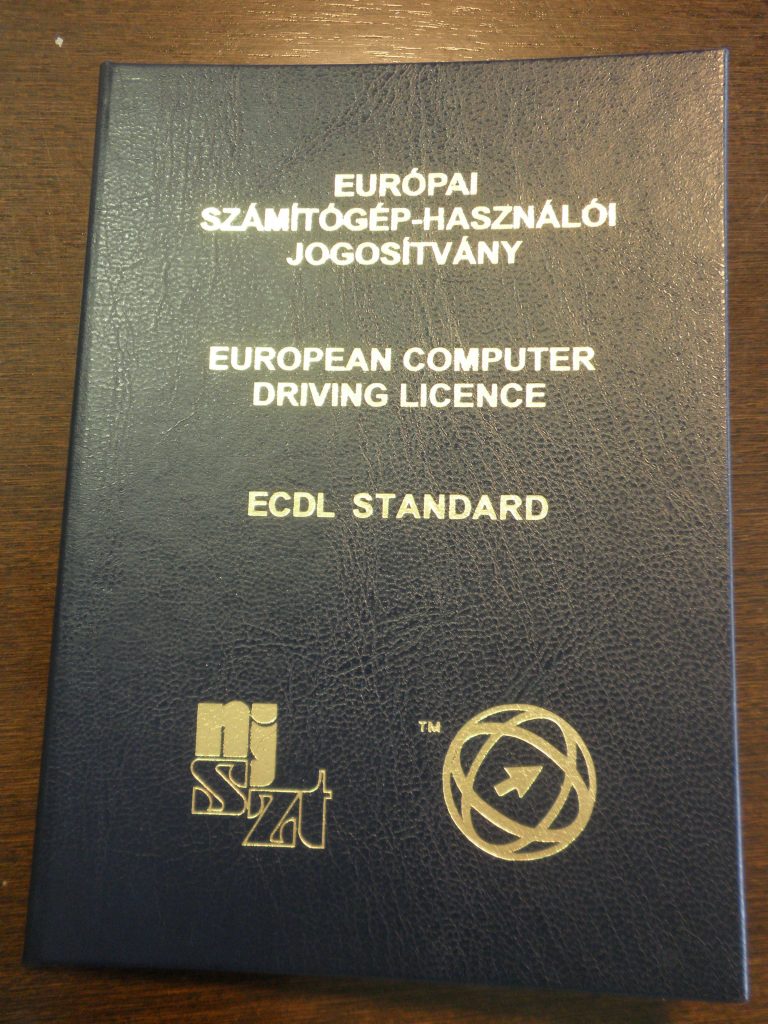 EURÓPAI
SZÁMÍTÓGÉP-HASZNÁLÓI
JOGOSÍTVÁNY
EUROPEAN COMPUTER
DRIVING LICENCE
ECDL STANDARD
nj
szt
TM